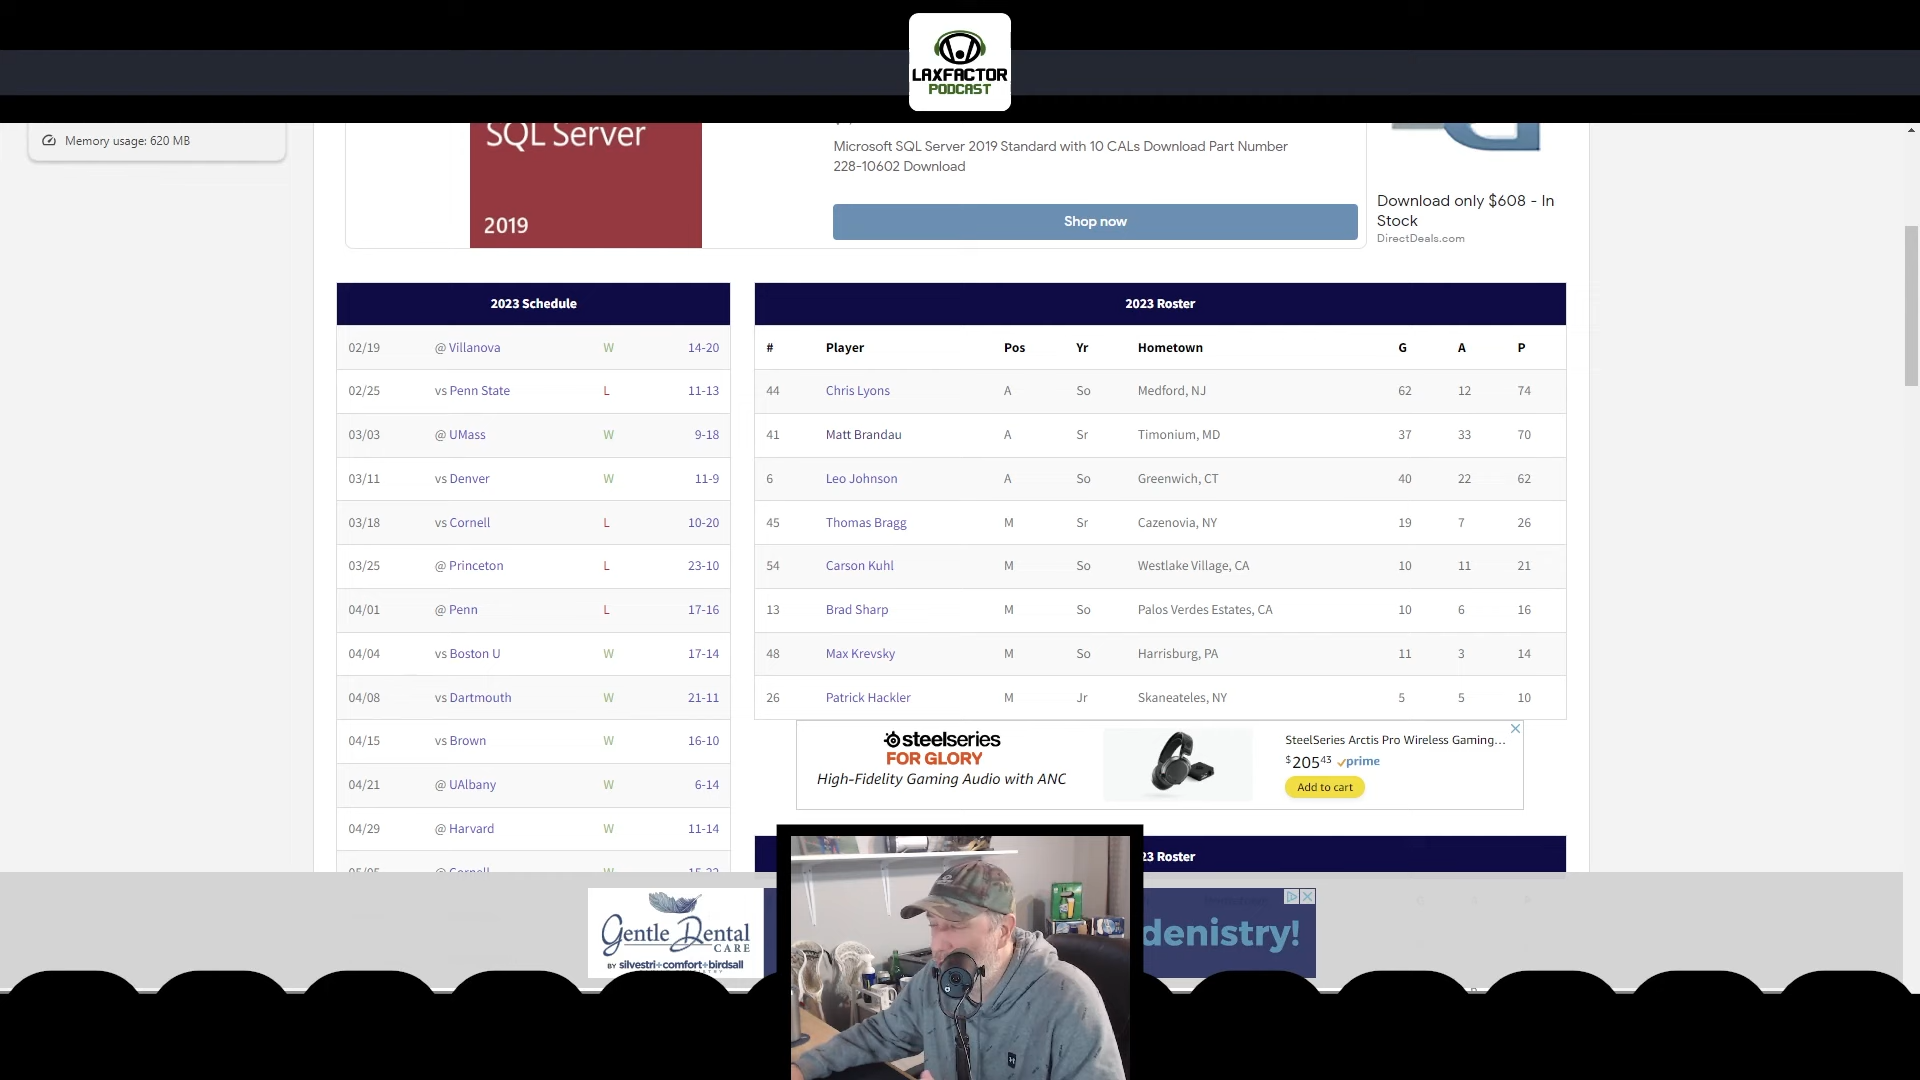 LAXFACTOR
PODCAST
Memory usage: 620 MB
SQL Server
2019
Microsoft SQL Server 2019 Standard with 10 CALs Download Part Number
228-10602 Download
Shop now
Download only $608 - In
Stock
DirectDeals.com
2023 Schedule
02/19 @ Villanova W 14-20
02/25 vs Penn State L 11-13
03/03 @ UMass W 9-18
03/11 vs Denver W 11-9
03/18 vs Cornell L 10-20
03/25 @ Princeton L 23-10
04/01 @ Penn L 17-16
04/04 vs Boston U W 17-14
04/08 vs Dartmouth W 21-11
04/15 vs Brown W 16-10
04/21 @ UAlbany W 6-14
04/29 @ Harvard W 11-14
2023 Roster
# Player Pos Yr Hometown G A P
44 Chris Lyons A So Medford, NJ 62 12 74
41 Matt Brandau A Sr Timonium, MD 37 33 70
6 Leo Johnson A So Greenwich, CT 40 22 62
45 Thomas Bragg M Sr Cazenovia, NY 19 7 26
54 Carson Kuhl M So Westlake Village, CA 10 11 21
13 Brad Sharp M So Palos Verdes Estates, CA 10 6 16
48 Max Krevsky M So Harrisburg, PA 11 3 14
26 Patrick Hackler M Jr Skaneateles, NY 5 5 10
steelseries
FOR GLORY
High-Fidelity Gaming Audio with ANC
SteelSeries Arctis Pro Wireless Gaming...
$20543 prime
Add to cart
23 Roster
Gentle Dental
CARE
BY silvestri+comfort+birdsall
denistry!